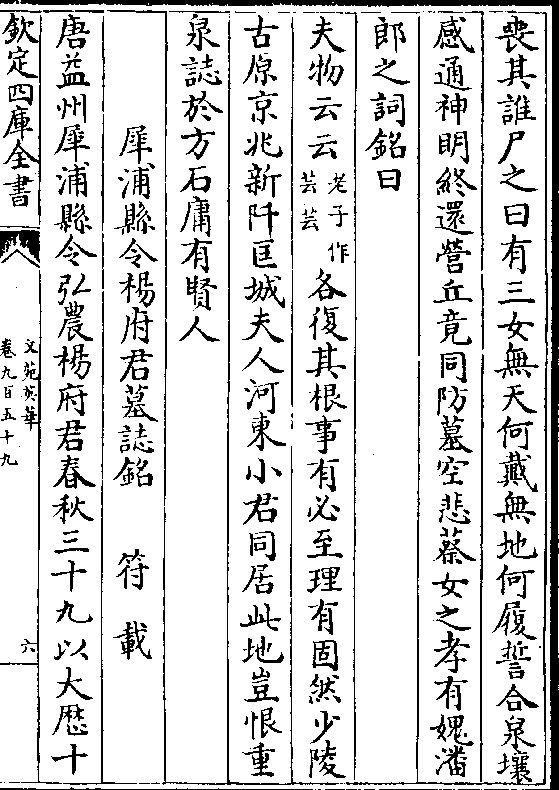 喪其誰尸之曰有三女無天何戴無地何履誓合泉壤
感通神明終還營丘竟同防墓空悲蔡女之孝有媿潘
郎之詞銘曰
夫物云云老子作芸芸各復其根事有必至理有固然少陵
古原京兆新阡匡城夫人河東小君同居此地豈恨重
泉誌於方石庸有賢人
犀浦縣令楊府君墓誌銘　符載
唐益州犀浦縣令弘農楊府君春秋三十九以大歷十
欽定四庫全書
文苑英華
卷九百五十九
六